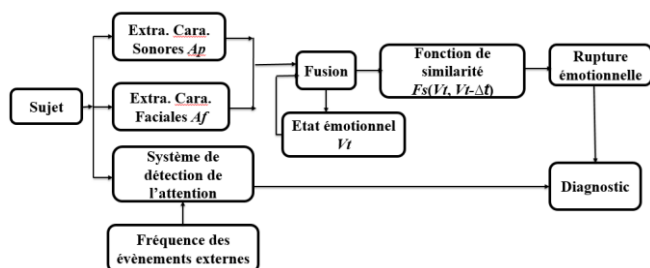 Extra. Cara.
Sonores Ap
Fusion
Fonction de
similarité
Fs(Vt, Vt-Δt)
Rupture
émotionnelle
Sujet
Extra. Cara.
Faciales Af
Etat émotionnel
Vt
Système de
détection de
l'attention
Diagnostic
Fréquence des
évènements externes